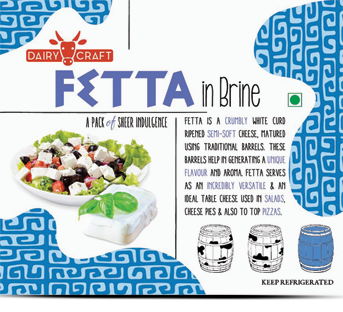 DAIRY CRAFT
FETTA in Brine
A PACK of SHEER INDULGENCE
FETTA IS A CRUMBLY WHITE CURD
RIPENED SEMI-SOFT CHEESE, MATURED
USING TRADITIONAL BARRELS. THESE
BARRELS HELP IN GENERATING A UNIQUE
FLAVOUR AND AROMA. FETTA SERVES
AS AN INCREDIBLY VERSATILE & AN
IDEAL TABLE CHEESE USED IN SALADS,
CHEESE PIES & ALSO TO TOP PIZZAS.
KEEP REFRIGERATED